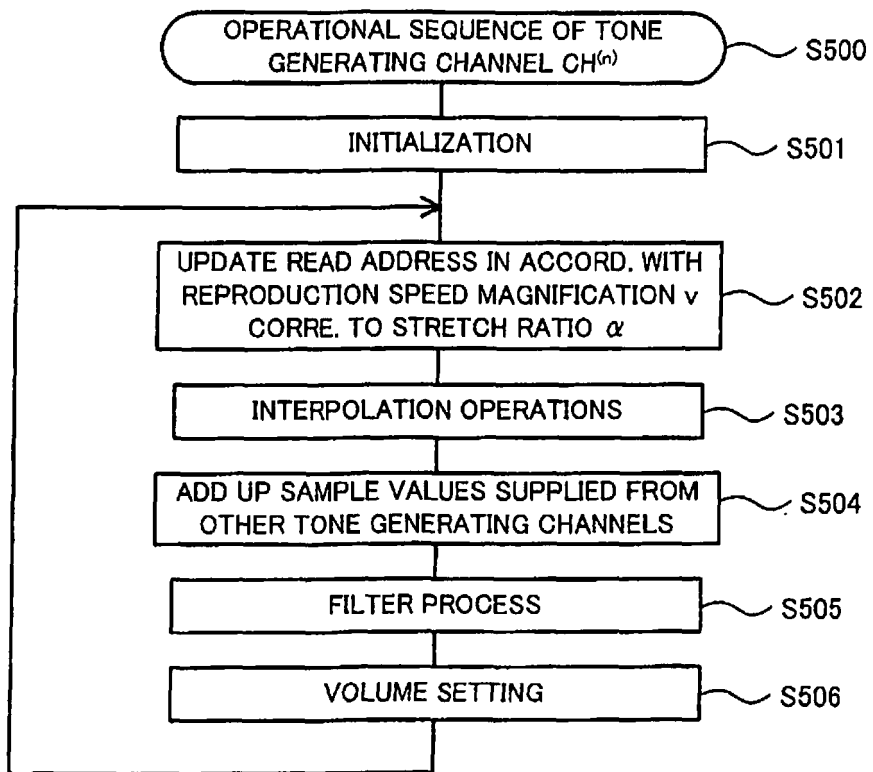 OPERATIONAL SEQUENCE OF TONE
GENERATING CHANNEL CH(n)
S500
INITIALIZATION
S501
UPDATE READ ADDRESS IN ACCORD. WITH
REPRODUCTION SPEED MAGNIFICATION v
CORRE. TO STRETCH RATIO α
S502
INTERPOLATION OPERATIONS
S503
ADD UP SAMPLE VALUES SUPPLIED FROM
OTHER TONE GENERATING CHANNELS
S504
FILTER PROCESS
S505
VOLUME SETTING
S506